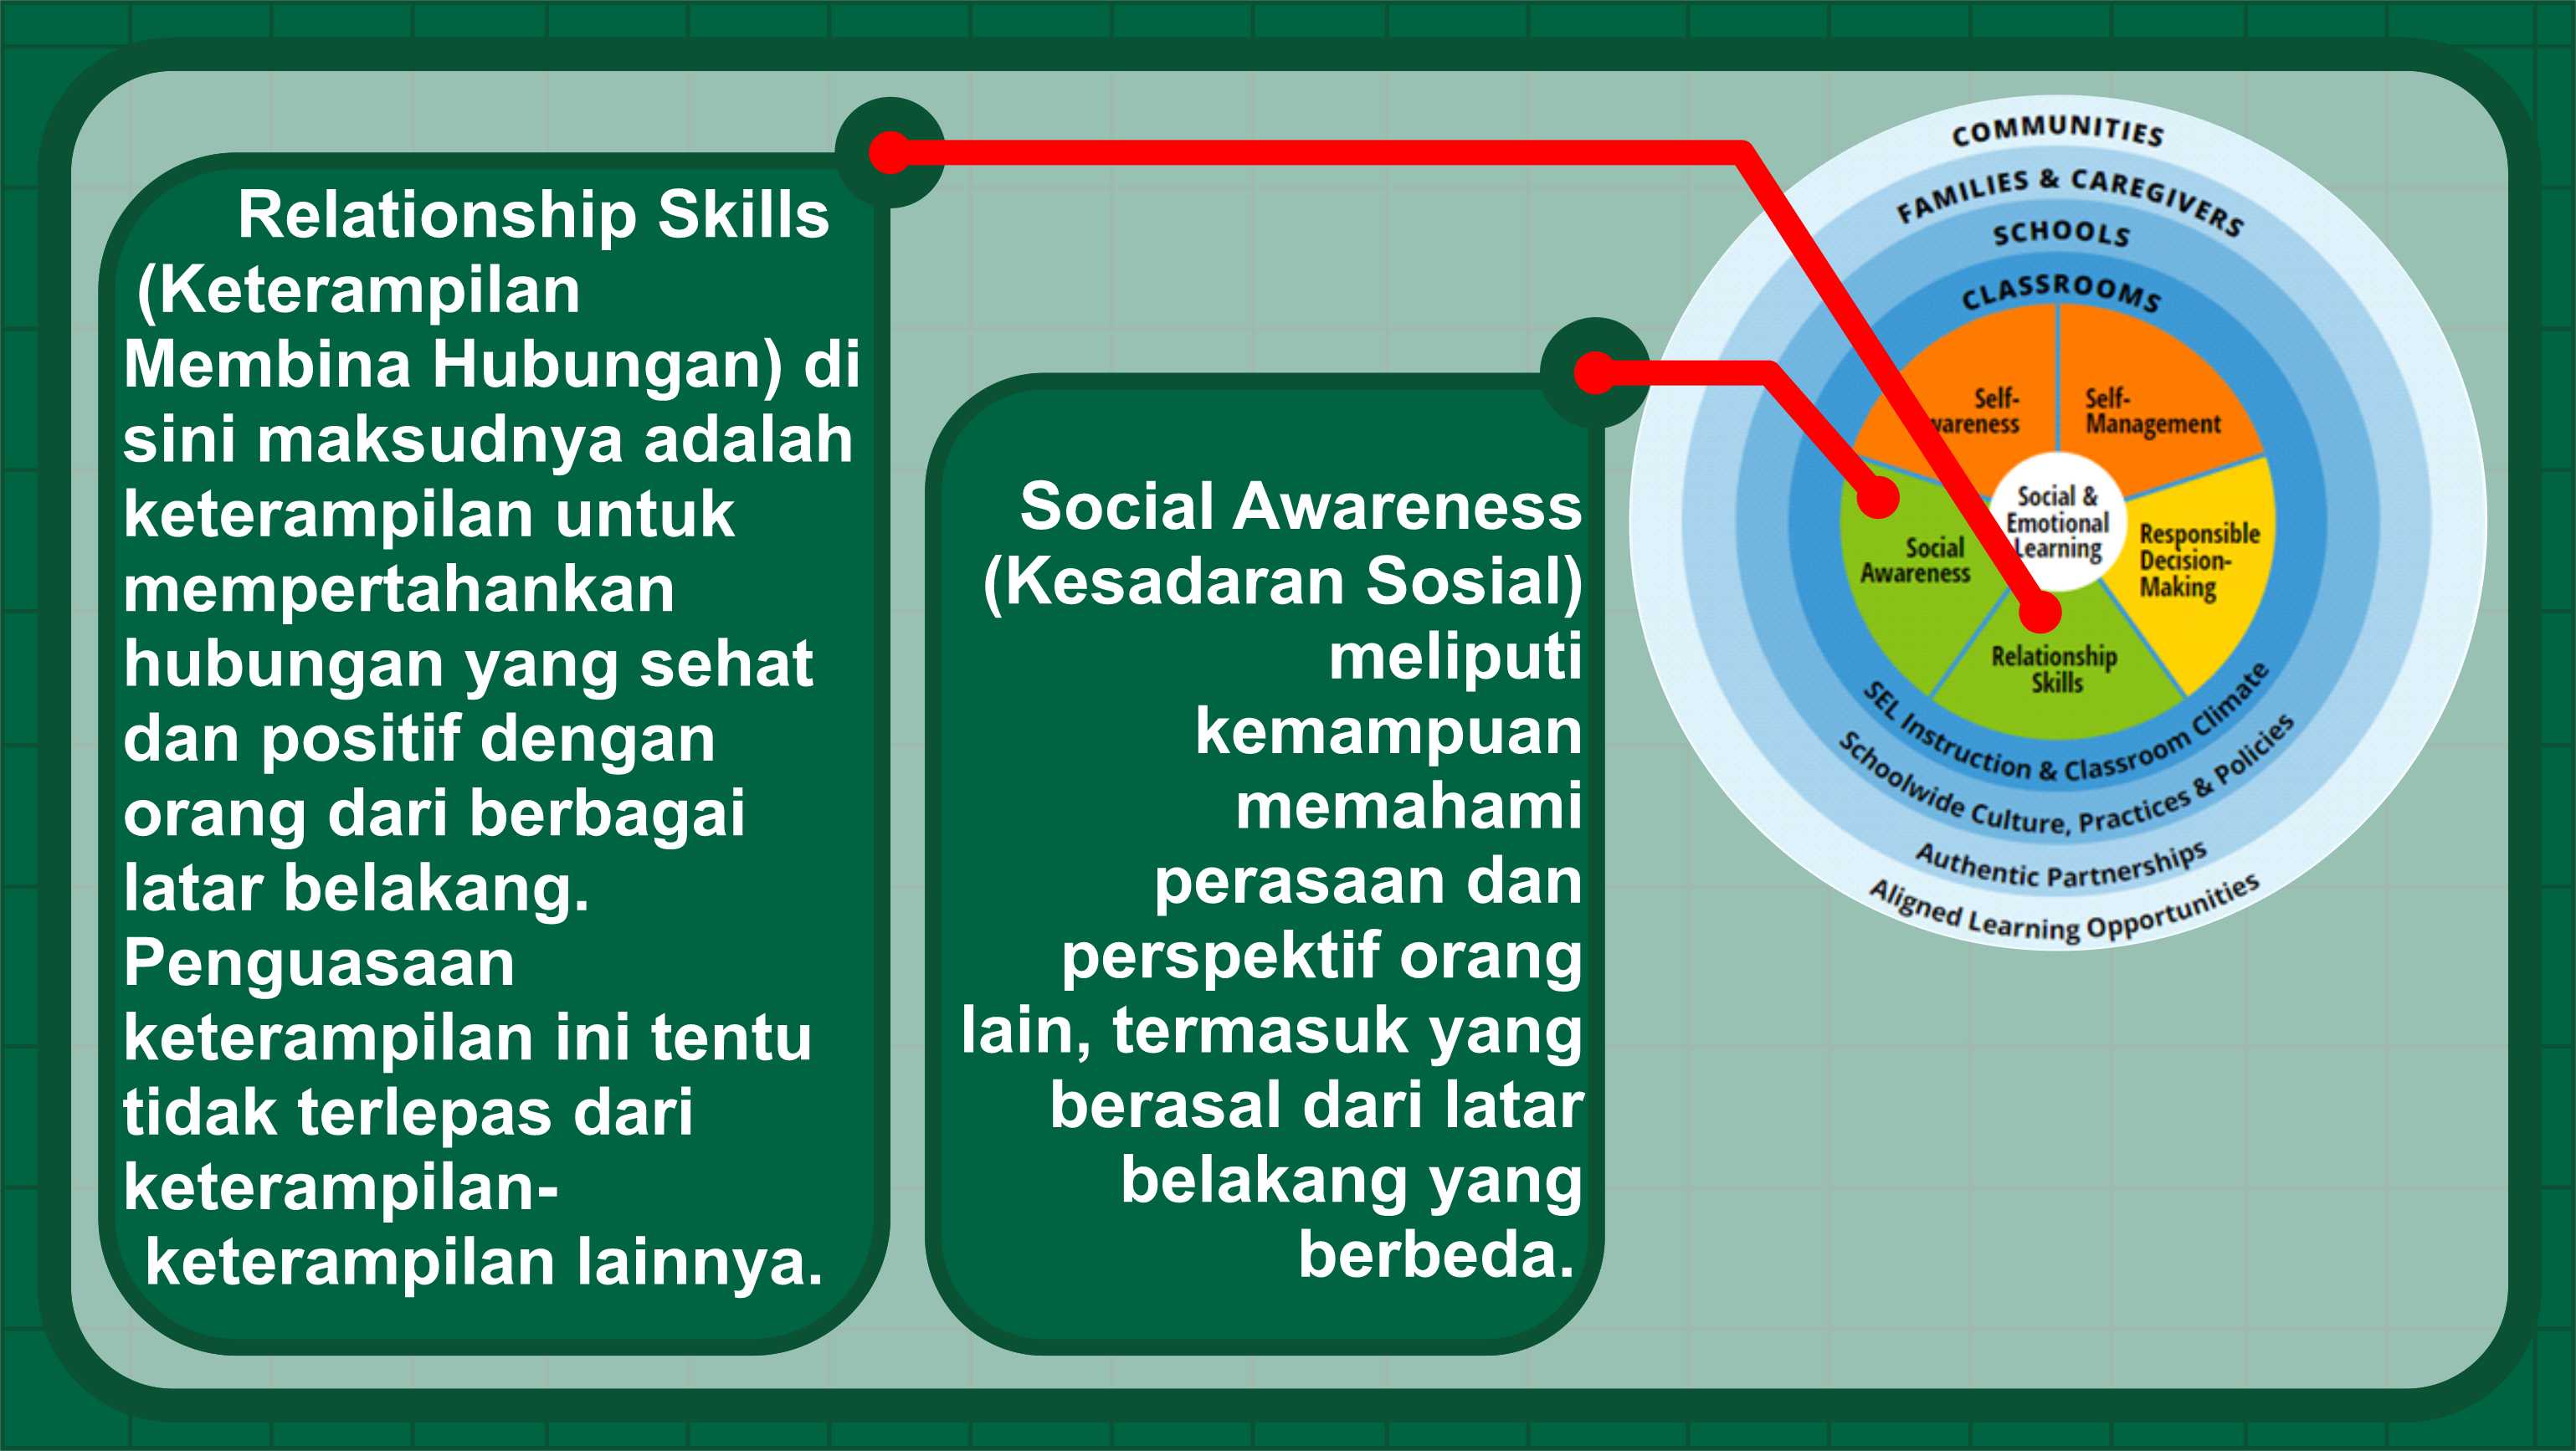 Relationship Skills
(Keterampilan
Membina Hubungan) di
sini maksudnya adalah
keterampilan untuk
mempertahankan
hubungan yang sehat
dan positif dengan
orang dari berbagai
latar belakang.
Penguasaan
keterampilan ini tentu
tidak terlepas dari
keterampilan-
keterampilan lainnya.
Social Awareness
(Kesadaran Sosial)
meliputi
kemampuan
memahami
perasaan dan
perspektif orang
lain, termasuk yang
berasal dari latar
belakang yang
berbeda.
COMMUNITIES
FAMILIES & CAREGIVERS
SCHOOLS
CLASSROOMS
Self-
wareness
Self-
Management
Social &
Emotional
Learning
Social
Awareness
Responsible
Decision-
Making
Relationship
Skills
SEL Instruction & Classroom Climate
Schoolwide Culture, Practices & Policies
Authentic Partnerships
Aligned Learning Opportunities